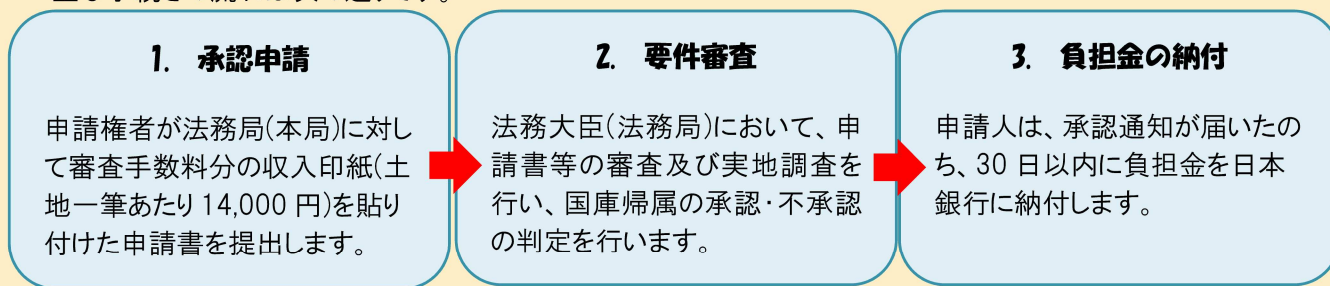 1. 承認申請
申請権者が法務局(本局)に対し
て審査手数料分の収入印紙(土
地一筆あたり 14,000 円)を貼り
付けた申請書を提出します。
2. 要件審査
法務大臣(法務局)において、申
請書等の審査及び実地調査を
行い、国庫帰属の承認・不承認
の判定を行います。
3. 負担金の納付
申請人は、承認通知が届いたの
ち、30 日以内に負担金を日本
銀行に納付します。